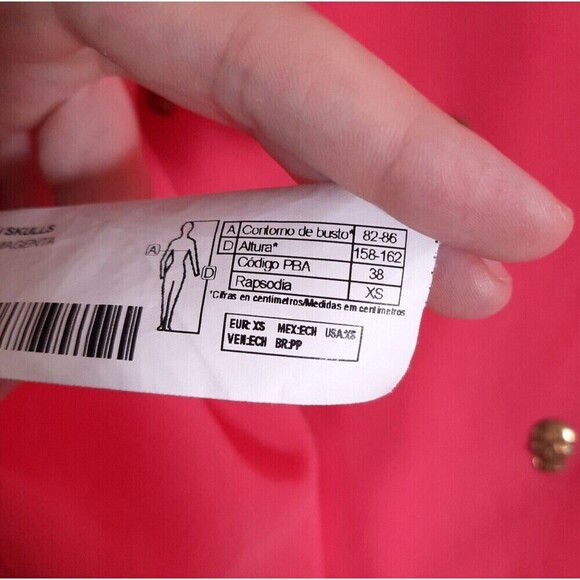 SKULLS
MAGENTA
A
D
A Contorno de busto* 82-86
D Altura* 158-162
Código PBA 38
Rapsodia XS
*Cifras en centímetros/Medidas em centímetros
EUR: XS MEX:ECH USA:XS
VEN:ECH BR:PP